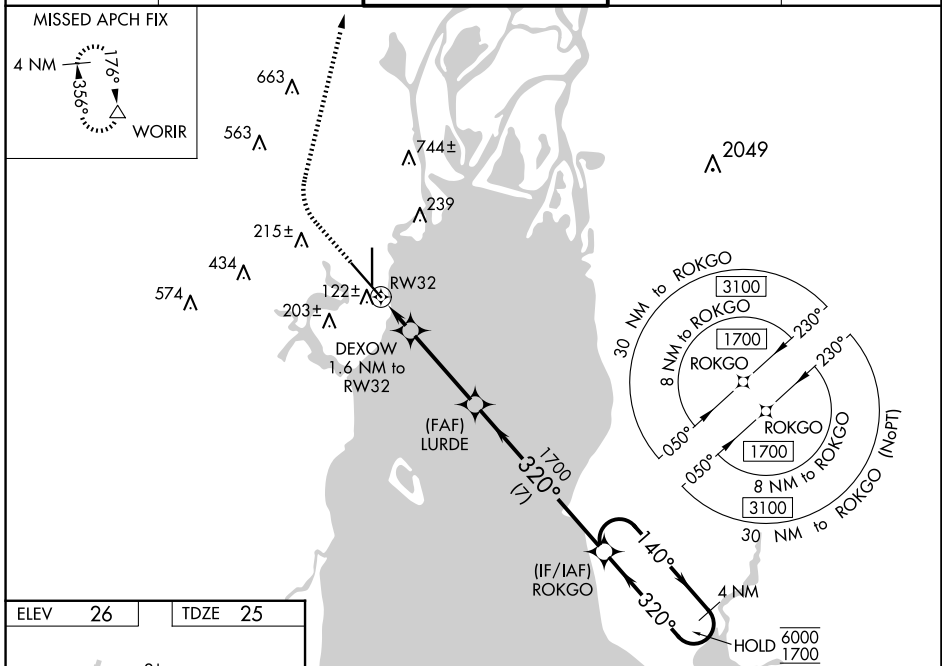 MISSED APCH FIX
4 NM
176°
356°
WORIR
663
563
744±
2049
239
215±
434
574
122±
RW32
203±
DEXOW
1.6 NM to
RW32
(FAF)
LURDE
1700
320°
(7)
30 NM to ROKGO
3100
8 NM to ROKGO
1700
230°
ROKGO
050°
230°
ROKGO
050°
1700
8 NM to ROKGO
3100
30 NM to ROKGO (NoPT)
(IF/IAF)
ROKGO
140°
320°
4 NM
HOLD 6000
1700
ELEV 26
TDZE 25